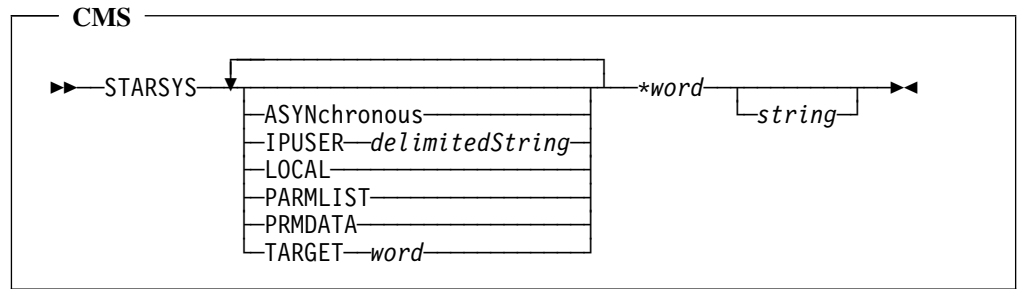 CMS
STARSYS *word
string
ASYNchronous
IPUSER delimitedString
LOCAL
PARMLIST
PRMDATA
TARGET word